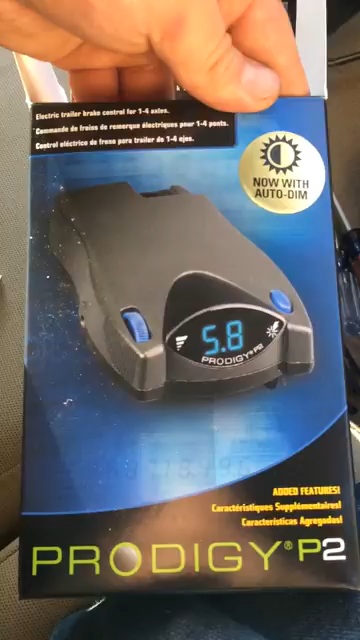 Electric trailer brake control for 1-4 axles.
Commande de freins de remorque électriques pour 1-4 ponts.
Control eléctrico de freno para trailer de 1-4 ejes.
NOW WITH
AUTO-DIM
5.8
PRODIGY® P2
ADDED FEATURES!
Caractéristiques Supplémentaires!
Características Agregadas!
PRODIGY® P2